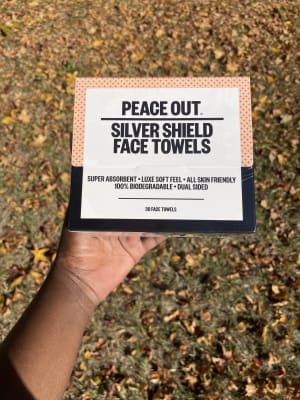 PEACE OUT.
SILVER SHIELD
FACE TOWELS
SUPER ABSORBENT • LUXE SOFT FEEL • ALL SKIN FRIENDLY
100% BIODEGRADABLE • DUAL SIDED
30 FACE TOWELS